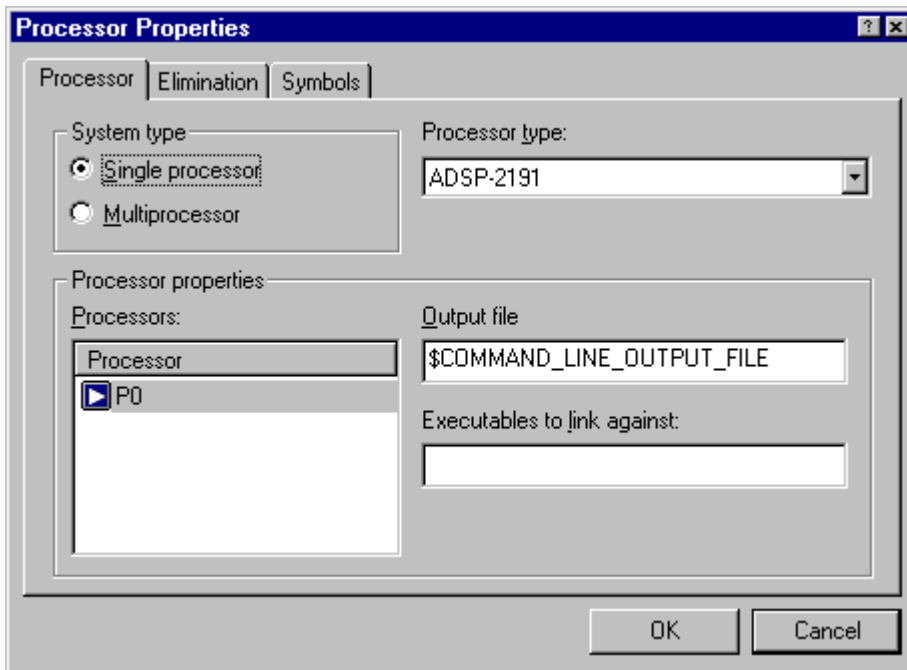 Processor Properties
Processor Elimination Symbols
System type
Single processor
Multiprocessor
Processor type:
ADSP-2191
Processor properties
Processors:
Processor
P0
Output file
$COMMAND_LINE_OUTPUT_FILE
Executables to link against:
OK Cancel